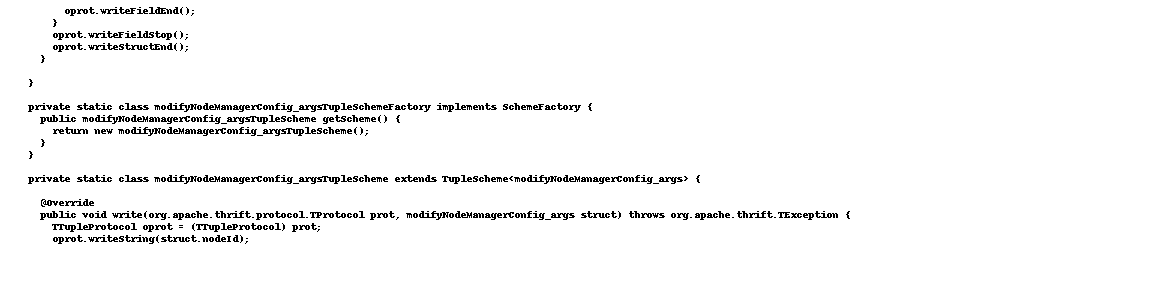 oprot.writeFieldEnd();
}
oprot.writeFieldStop();
oprot.writeStructEnd();
}
}
private static class modifyNodeManagerConfig_argsTupleSchemeFactory implements SchemeFactory {
public modifyNodeManagerConfig_argsTupleScheme getScheme() {
return new modifyNodeManagerConfig_argsTupleScheme();
}
}
private static class modifyNodeManagerConfig_argsTupleScheme extends TupleScheme<modifyNodeManagerConfig_args> {
@Override
public void write(org.apache.thrift.protocol.TProtocol prot, modifyNodeManagerConfig_args struct) throws org.apache.thrift.TException {
TTupleProtocol oprot = (TTupleProtocol) prot;
oprot.writeString(struct.nodeId);